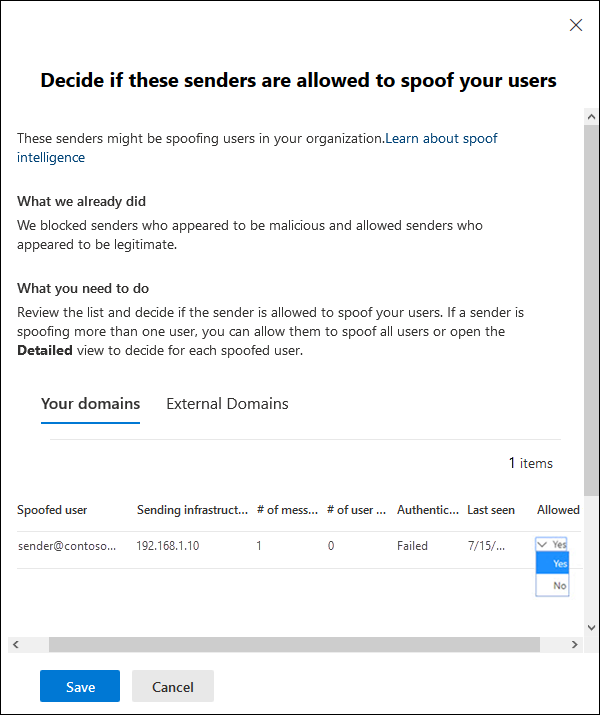 Decide if these senders are allowed to spoof your users
These senders might be spoofing users in your organization.Learn about spoof
intelligence
What we already did
We blocked senders who appeared to be malicious and allowed senders who
appeared to be legitimate.
What you need to do
Review the list and decide if the sender is allowed to spoof your users. If a sender is
spoofing more than one user, you can allow them to spoof all users or open the
Detailed view to decide for each spoofed user.
Your domains External Domains
1 items
Spoofed user Sending infrastruct... # of mess... # of user ... Authentic... Last seen Allowed
sender@contoso... 192.168.1.10 1 0 Failed 7/15/... Yes
Yes
No
Save Cancel